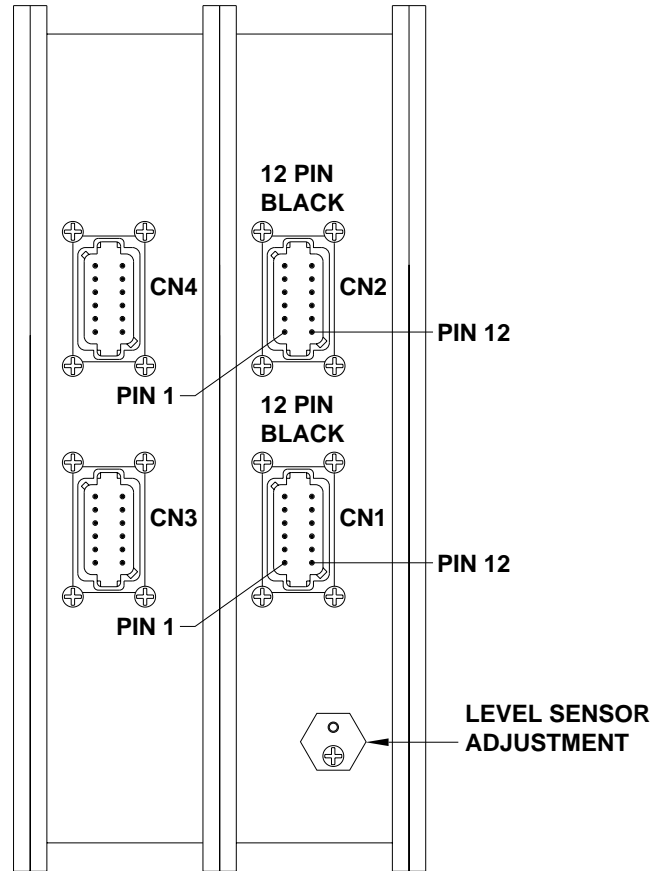 12 PIN
BLACK
CN4
CN2
PIN 12
PIN 1
12 PIN
BLACK
CN3
CN1
PIN 12
PIN 1
LEVEL SENSOR
ADJUSTMENT